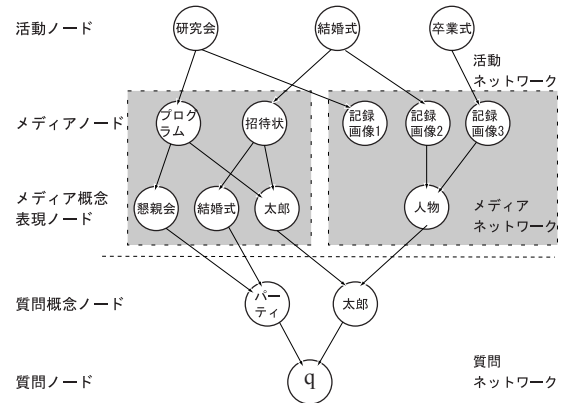 活動ノード
研究会
結婚式
卒業式
活動
ネットワーク
メディアノード
プログ
ラム
招待状
記録
画像1
記録
画像2
記録
画像3
メディア概念
表現ノード
懇親会
結婚式
太郎
人物
メディア
ネットワーク
質問概念ノード
パー
ティ
太郎
質問ノード
q
質問
ネットワーク